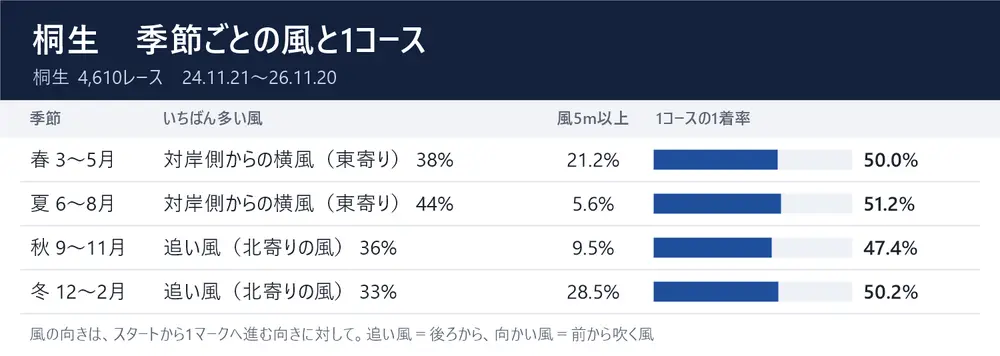 桐生　季節ごとの風と1コース
桐生 4,610レース　24.11.21〜26.11.20
季節 いちばん多い風 風5m以上 1コースの1着率
春 3〜5月 対岸側からの横風（東寄り） 38% 21.2% 50.0%
夏 6〜8月 対岸側からの横風（東寄り） 44% 5.6% 51.2%
秋 9〜11月 追い風（北寄りの風） 36% 9.5% 47.4%
冬 12〜2月 追い風（北寄りの風） 33% 28.5% 50.2%
風の向きは、スタートから1マークへ進む向きに対して。追い風＝後ろから、向かい風＝前から吹く風